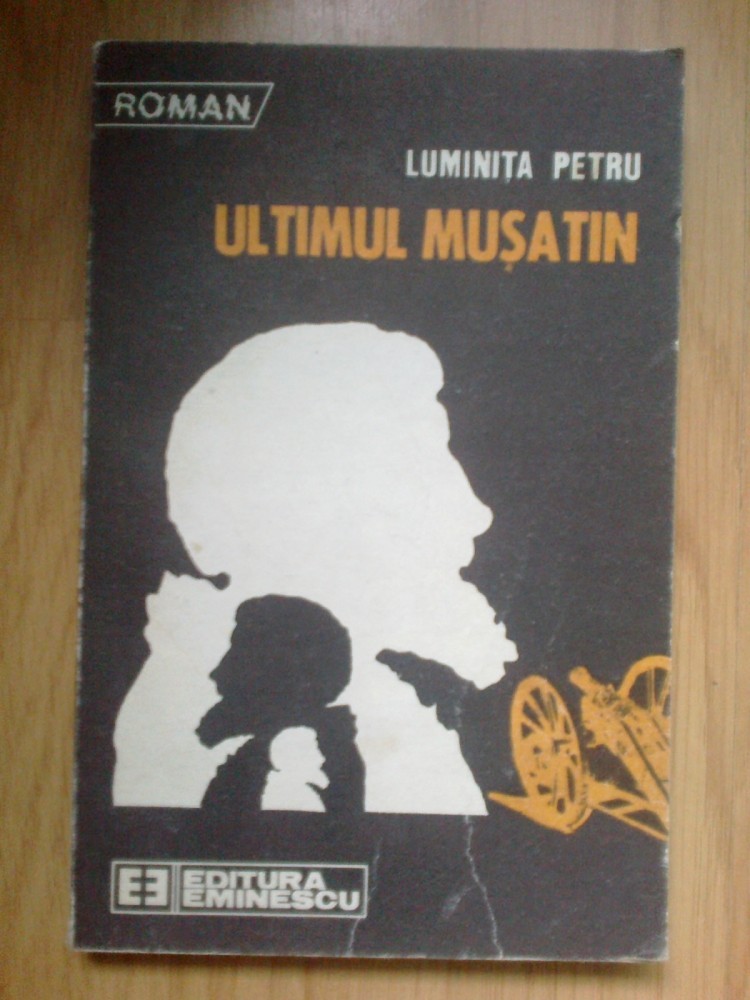 ROMAN
LUMINIȚA PETRU
ULTIMUL MUȘATIN
EDITURA
EMINESCU